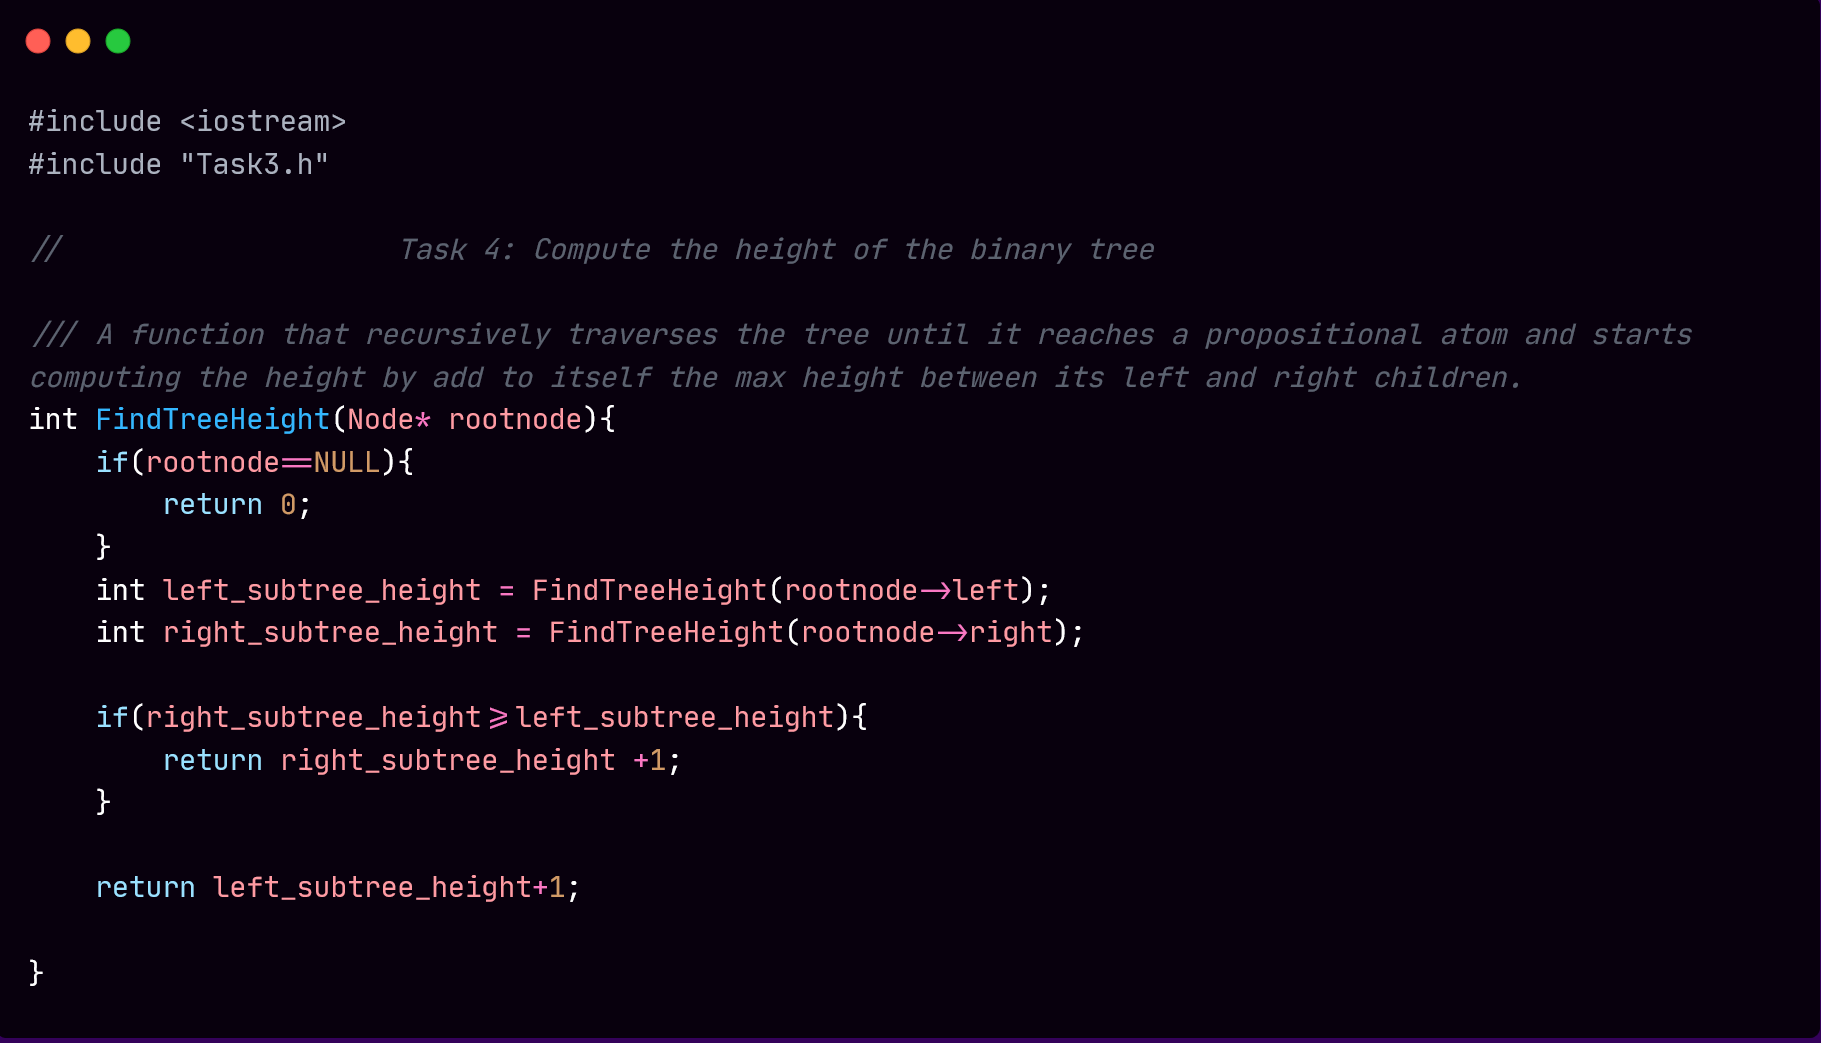 #include <iostream>
#include "Task3.h"
//                    Task 4: Compute the height of the binary tree
/// A function that recursively traverses the tree until it reaches a propositional atom and starts
computing the height by add to itself the max height between its left and right children.
int FindTreeHeight(Node* rootnode){
    if(rootnode==NULL){
        return 0;
    }
    int left_subtree_height = FindTreeHeight(rootnode->left);
    int right_subtree_height = FindTreeHeight(rootnode->right);
    if(right_subtree_height>=left_subtree_height){
        return right_subtree_height +1;
    }
    return left_subtree_height+1;
}